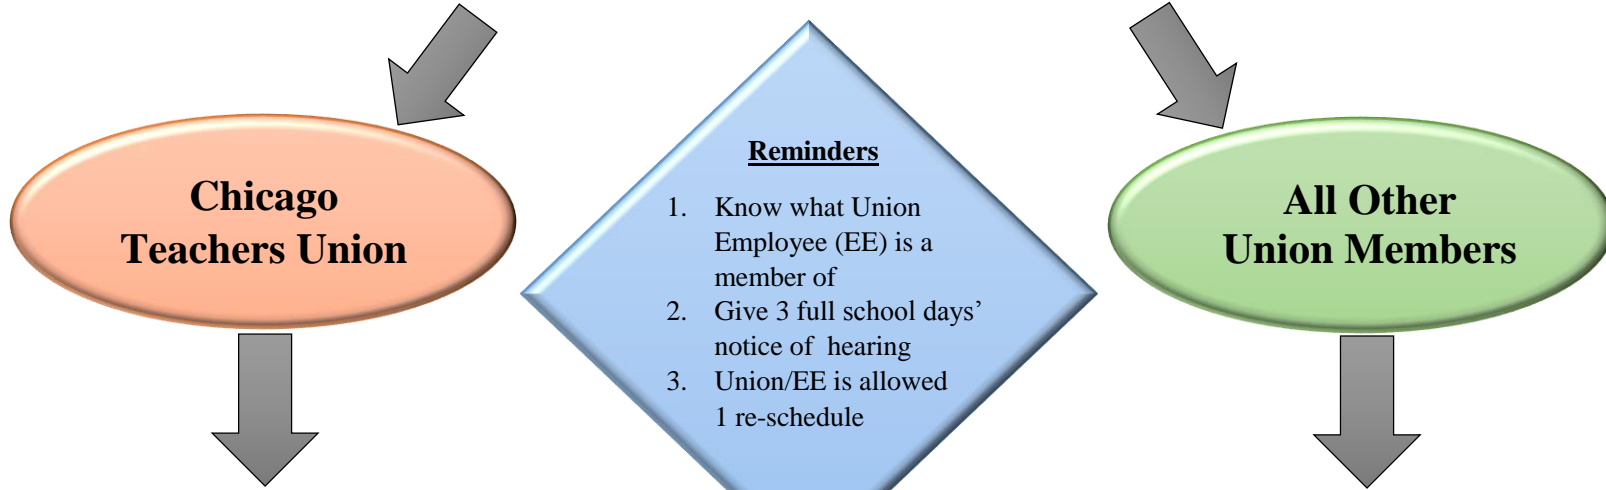 Chicago
Teachers Union
Reminders
1. Know what Union
Employee (EE) is a
member of
2. Give 3 full school days’
notice of hearing
3. Union/EE is allowed
1 re-schedule
All Other
Union Members